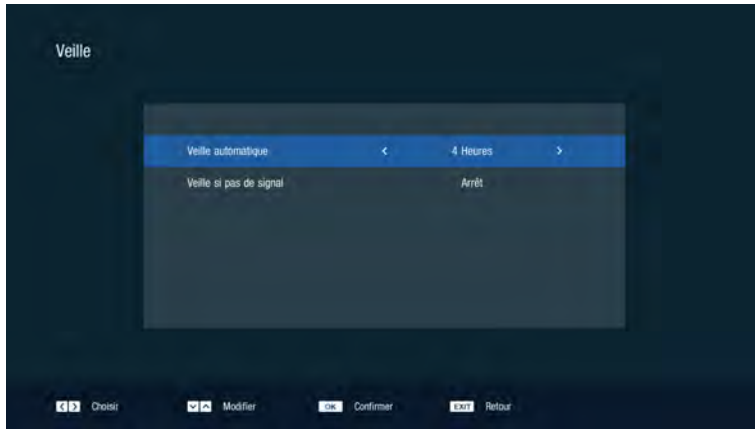 Veille
Veille automatique < 4 Heures >
Veille si pas de signal Arrêt
< > Choisir ∨ ∧ Modifier OK Confirmer EXIT Retour